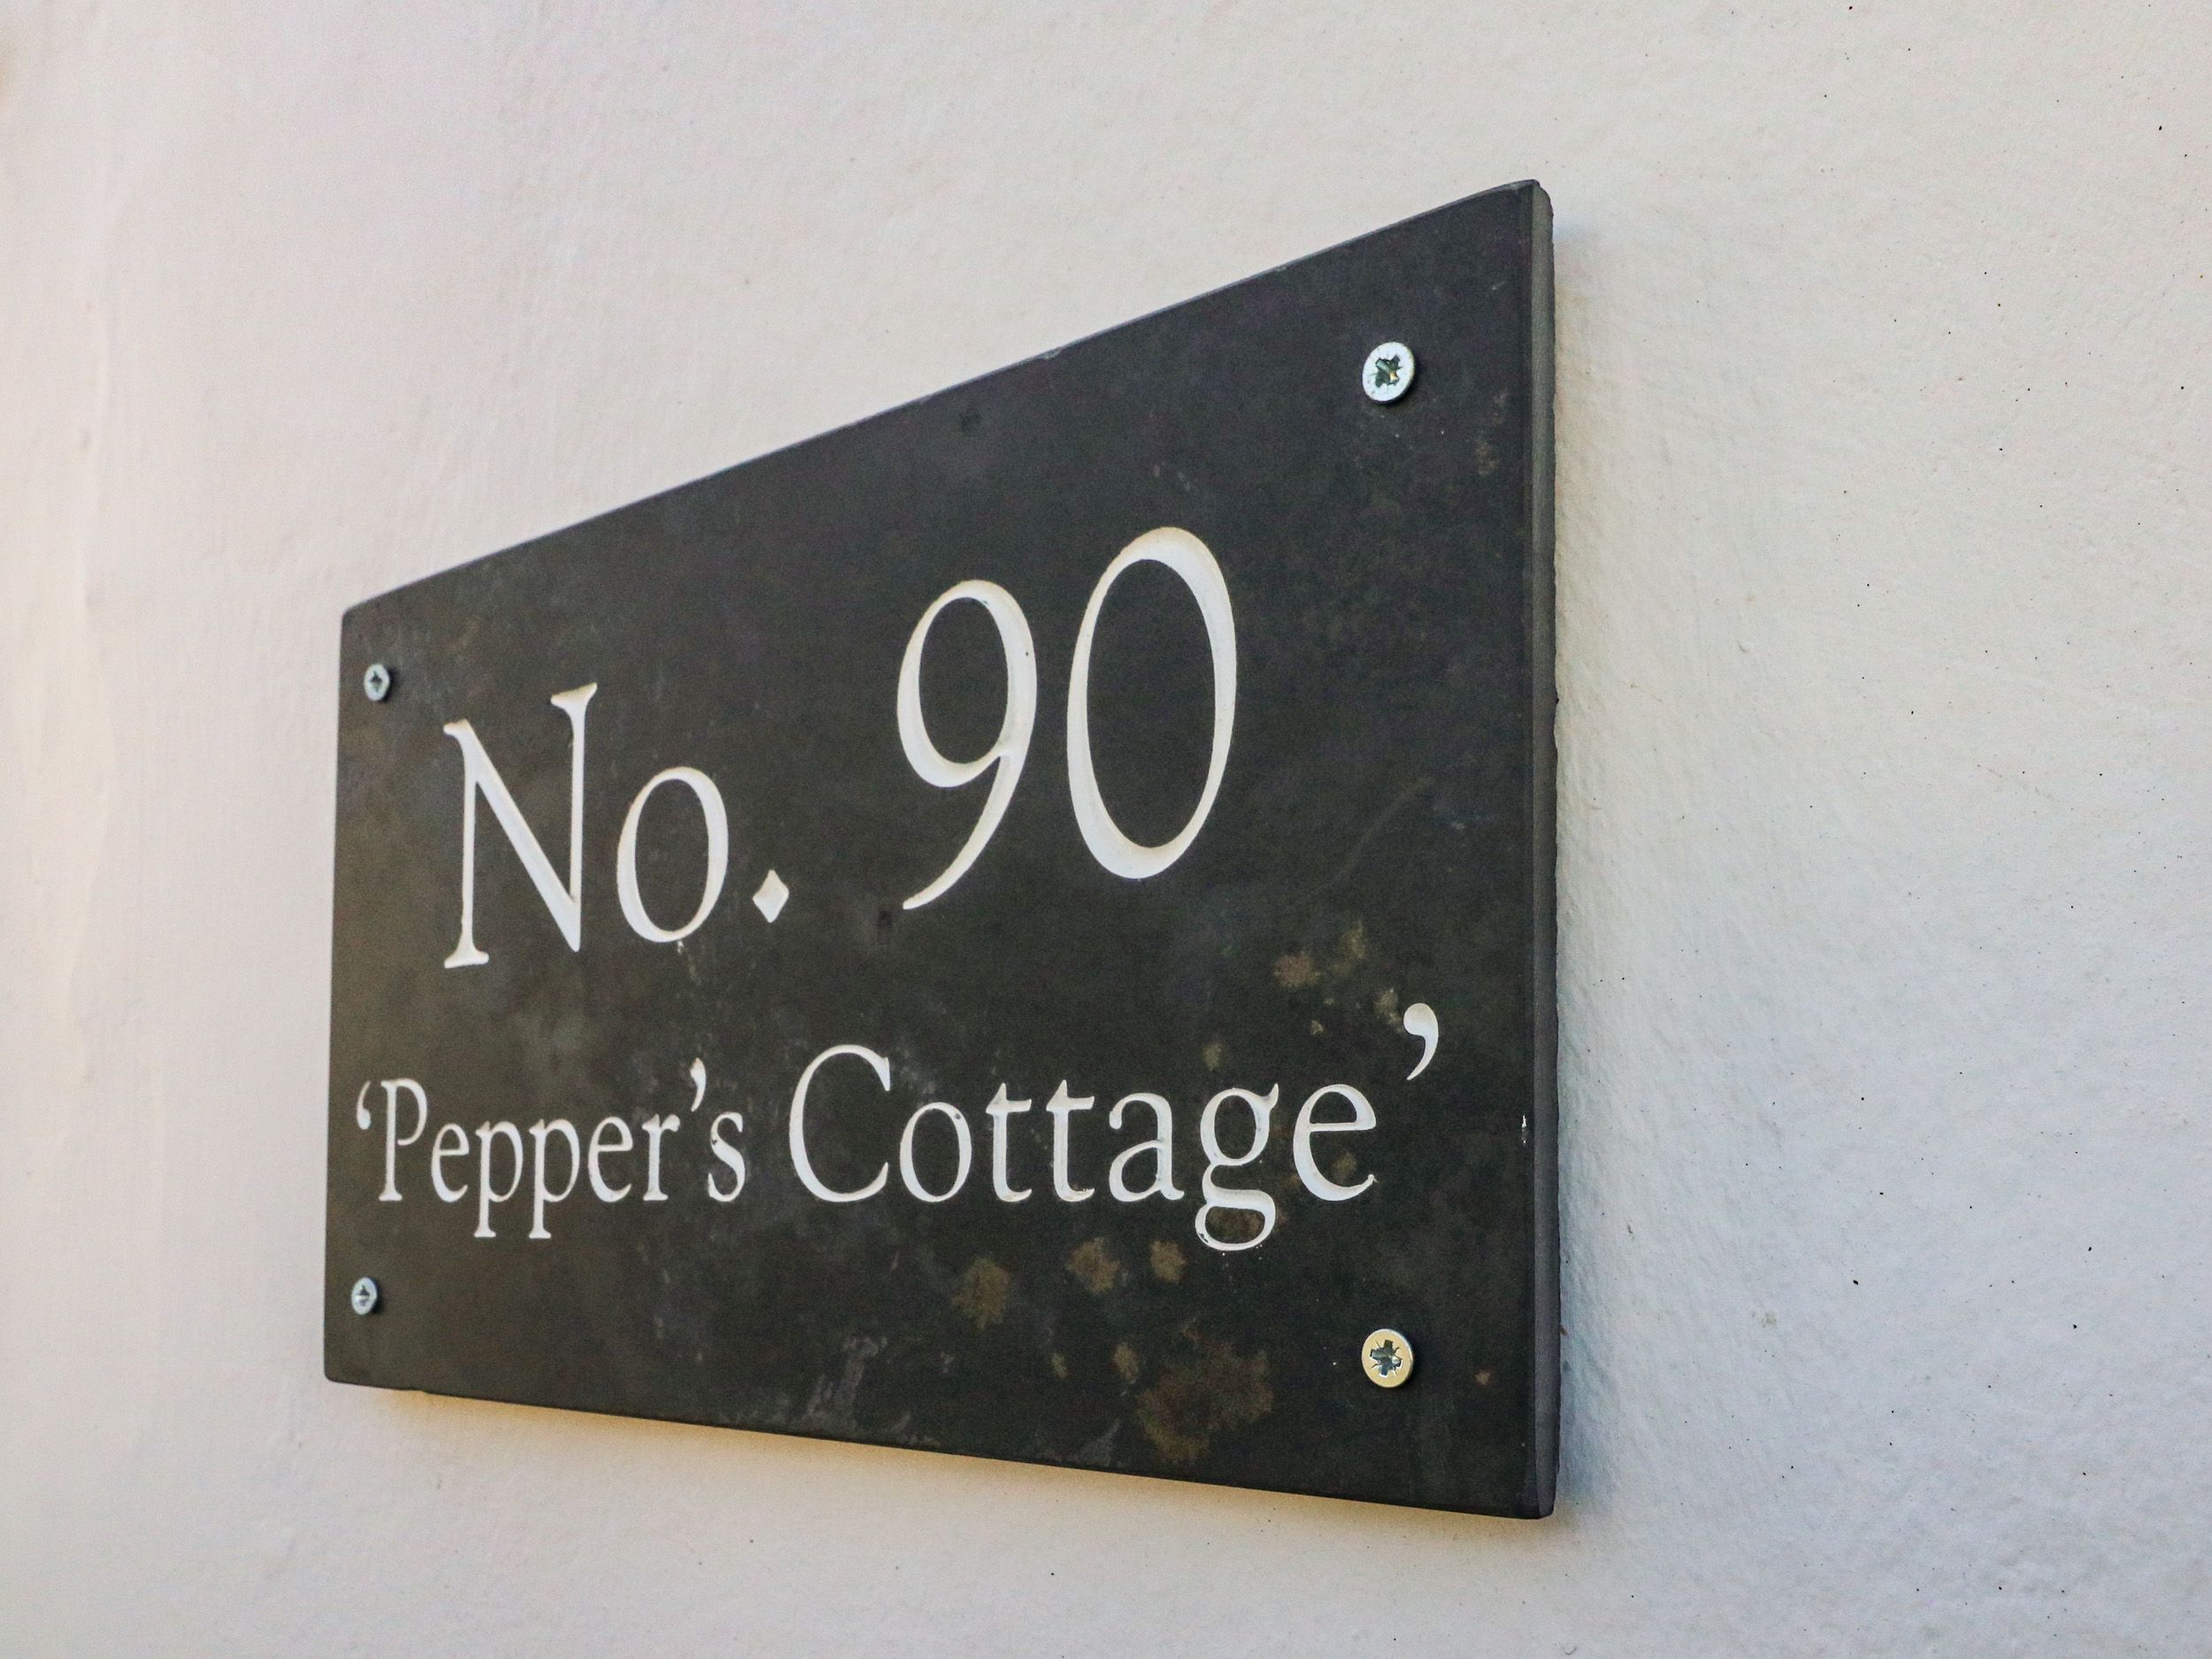 No. 90
‘Pepper’s Cottage’